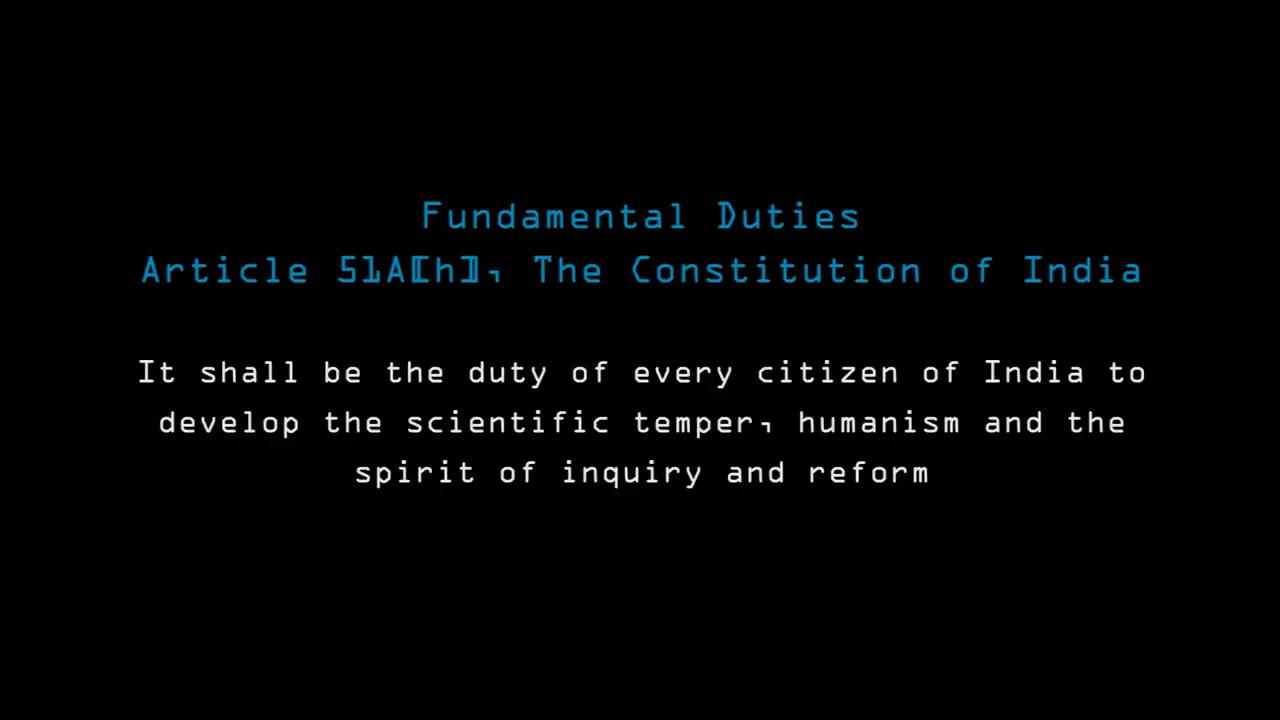 Fundamental Duties
Article 51A[h], The Constitution of India
It shall be the duty of every citizen of India to
develop the scientific temper, humanism and the
spirit of inquiry and reform